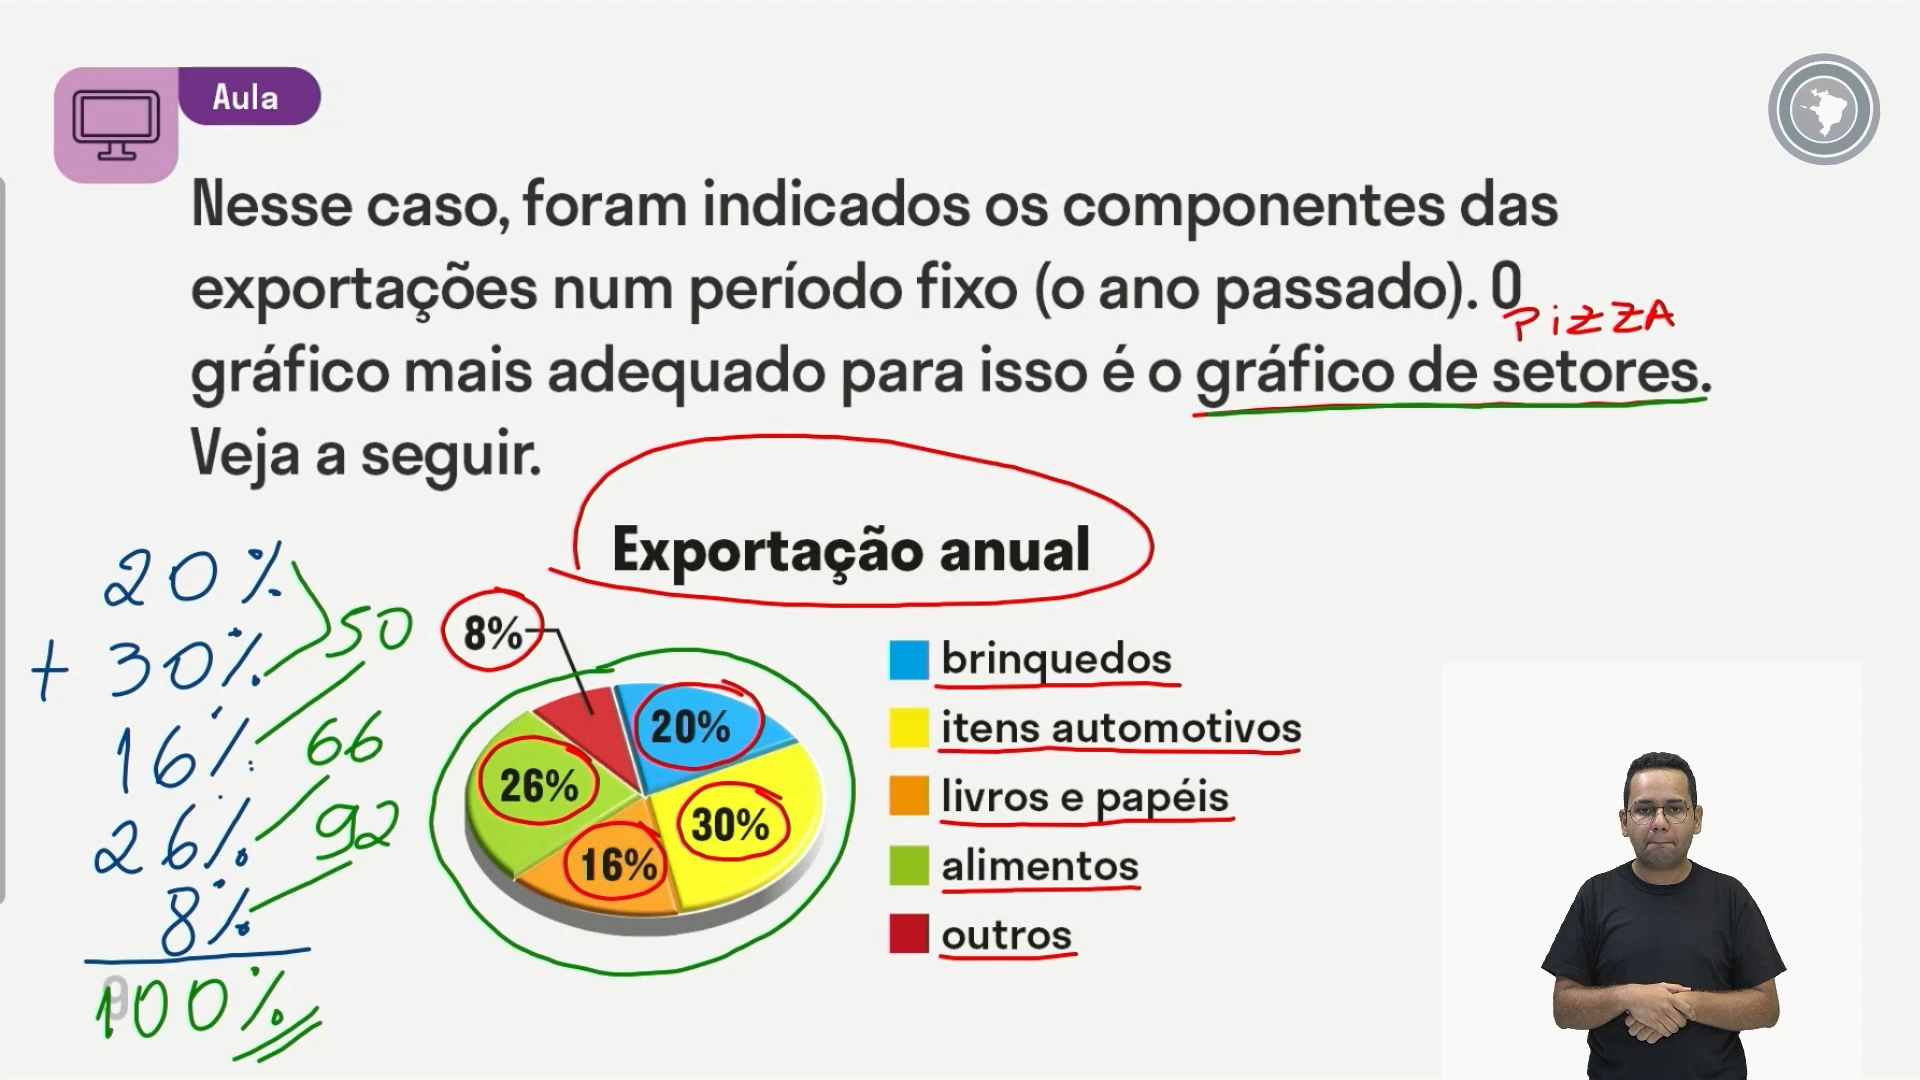 Aula
Nesse caso, foram indicados os componentes das
exportações num período fixo (o ano passado). O
PiZZA
gráfico mais adequado para isso é o gráfico de setores.
Veja a seguir.
Exportação anual
20%
+ 30%
50
16%
66
26%
92
8%
100%
9
8%
20%
26%
30%
16%
brinquedos
itens automotivos
livros e papéis
alimentos
outros